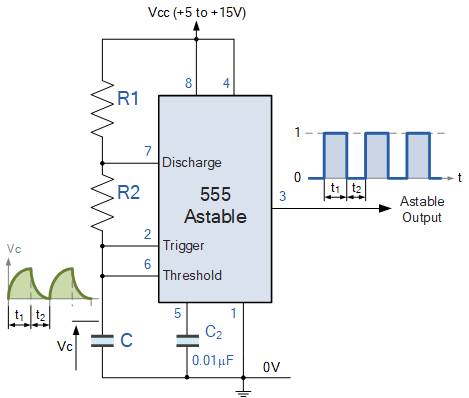 Vcc (+5 to +15V)
8
4
R1
7
Discharge
R2
555
Astable
2
Trigger
6
Threshold
3
Astable
Output
1
0
t
t₁
t₂
Vc
t₁
t₂
Vc
C
5
1
C₂
0.01µF
0V